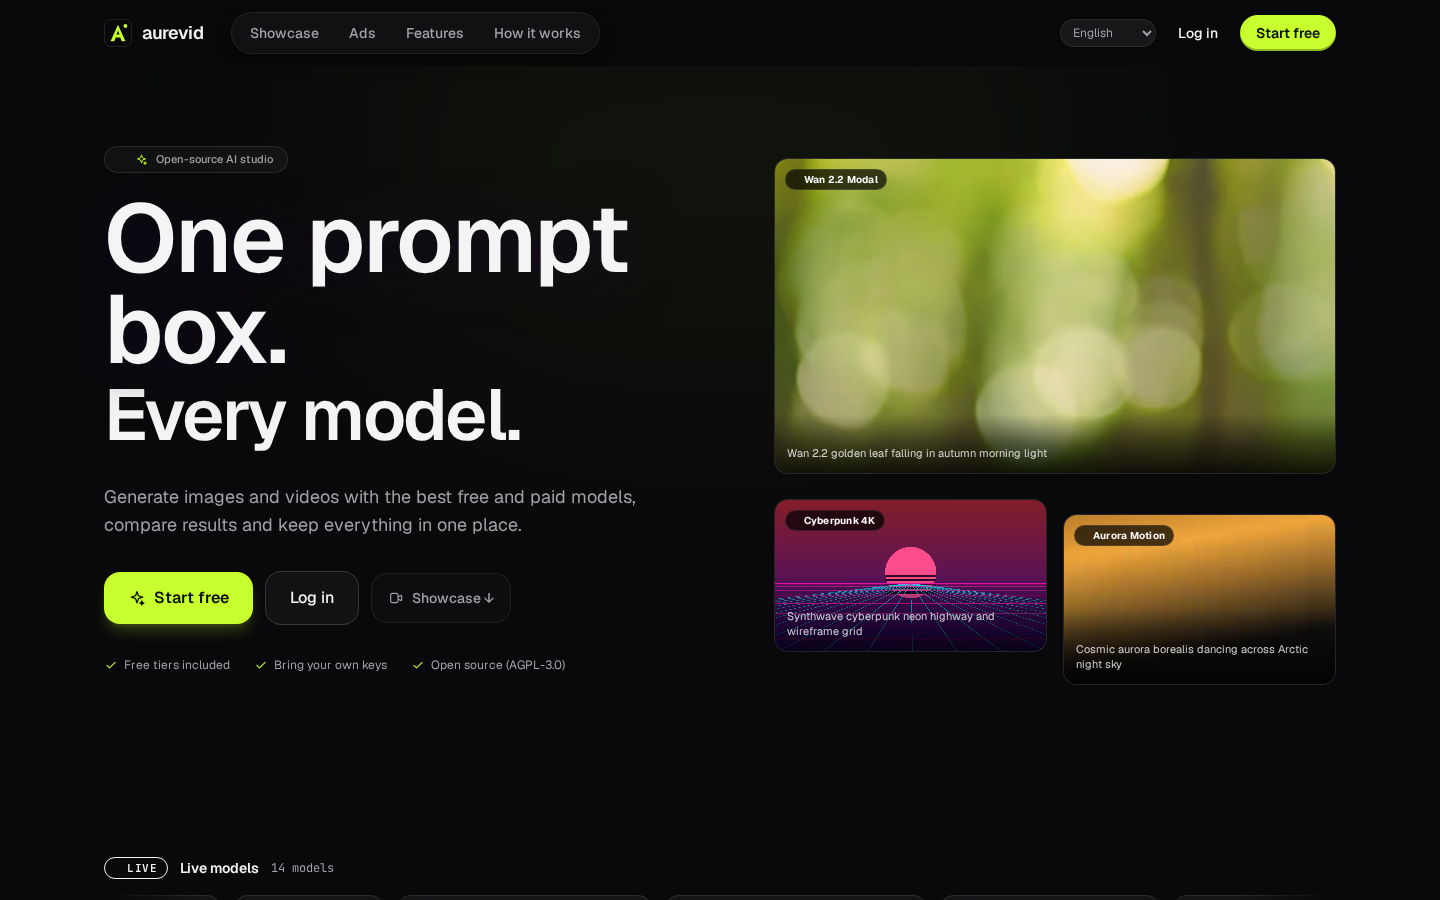 aurevid
Showcase
Ads
Features
How it works
English
Log in
Start free
Open-source AI studio
One prompt
box.
Every model.
Generate images and videos with the best free and paid models,
compare results and keep everything in one place.
Start free
Log in
Showcase ↓
Free tiers included
Bring your own keys
Open source (AGPL-3.0)
Wan 2.2 Modal
Wan 2.2 golden leaf falling in autumn morning light
Cyberpunk 4K
Synthwave cyberpunk neon highway and
wireframe grid
Aurora Motion
Cosmic aurora borealis dancing across Arctic
night sky
LIVE
Live models
14 models